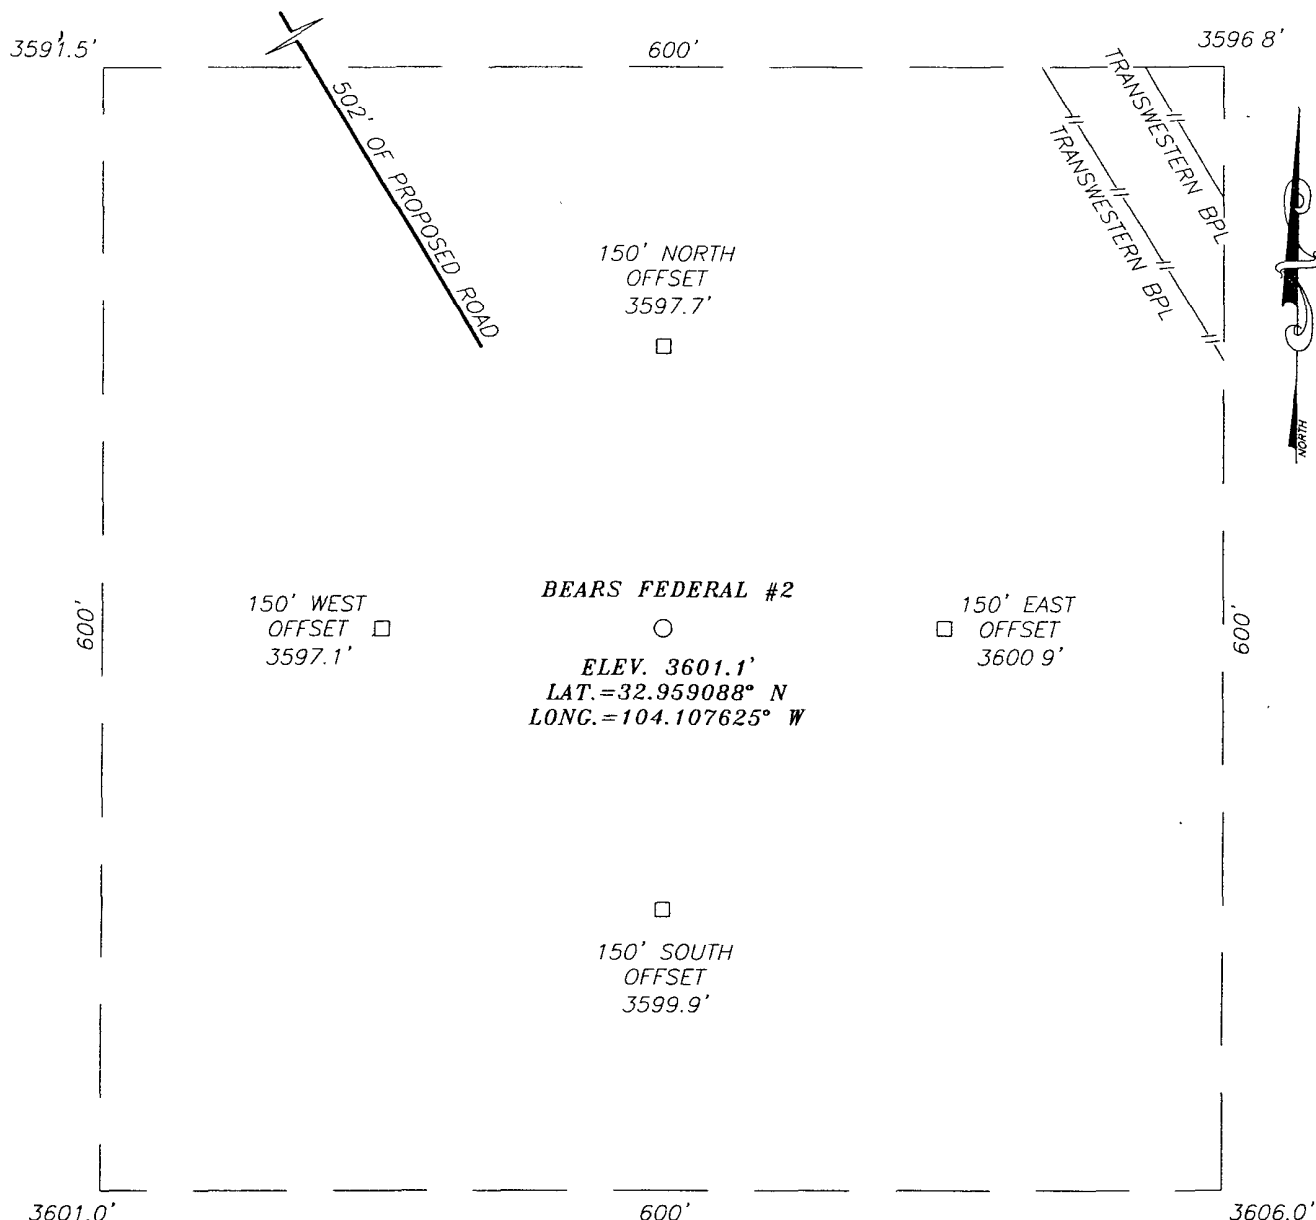 3591.5'
600'
3596 8'
502' OF PROPOSED ROAD
TRANSWESTERN BPL
TRANSWESTERN BPL
NORTH
150' NORTH
OFFSET
3597.7'
600'
150' WEST
OFFSET
3597.1'
BEARS FEDERAL #2
ELEV. 3601.1'
LAT.=32.959088° N
LONG.=104.107625° W
150' EAST
OFFSET
3600 9'
600'
150' SOUTH
OFFSET
3599.9'
3601.0'
600'
3606.0'